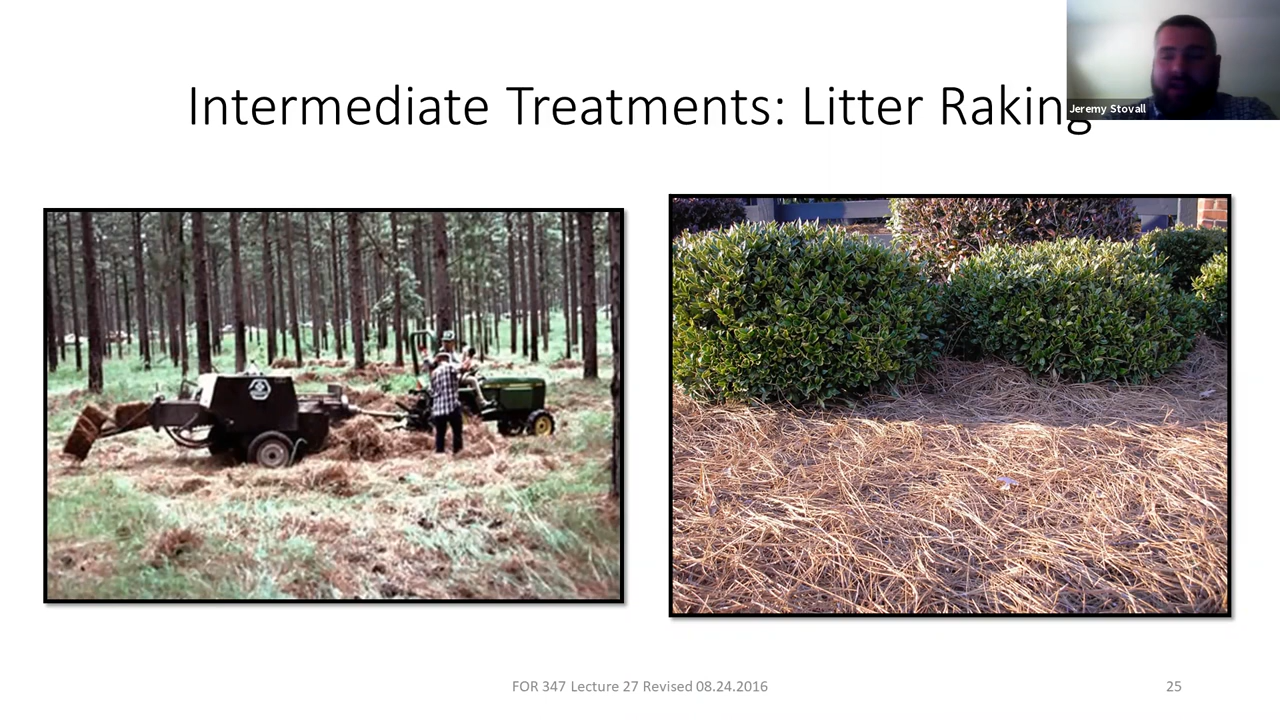 Intermediate Treatments: Litter Raking
Jeremy Stovall
FOR 347 Lecture 27 Revised 08.24.2016
25